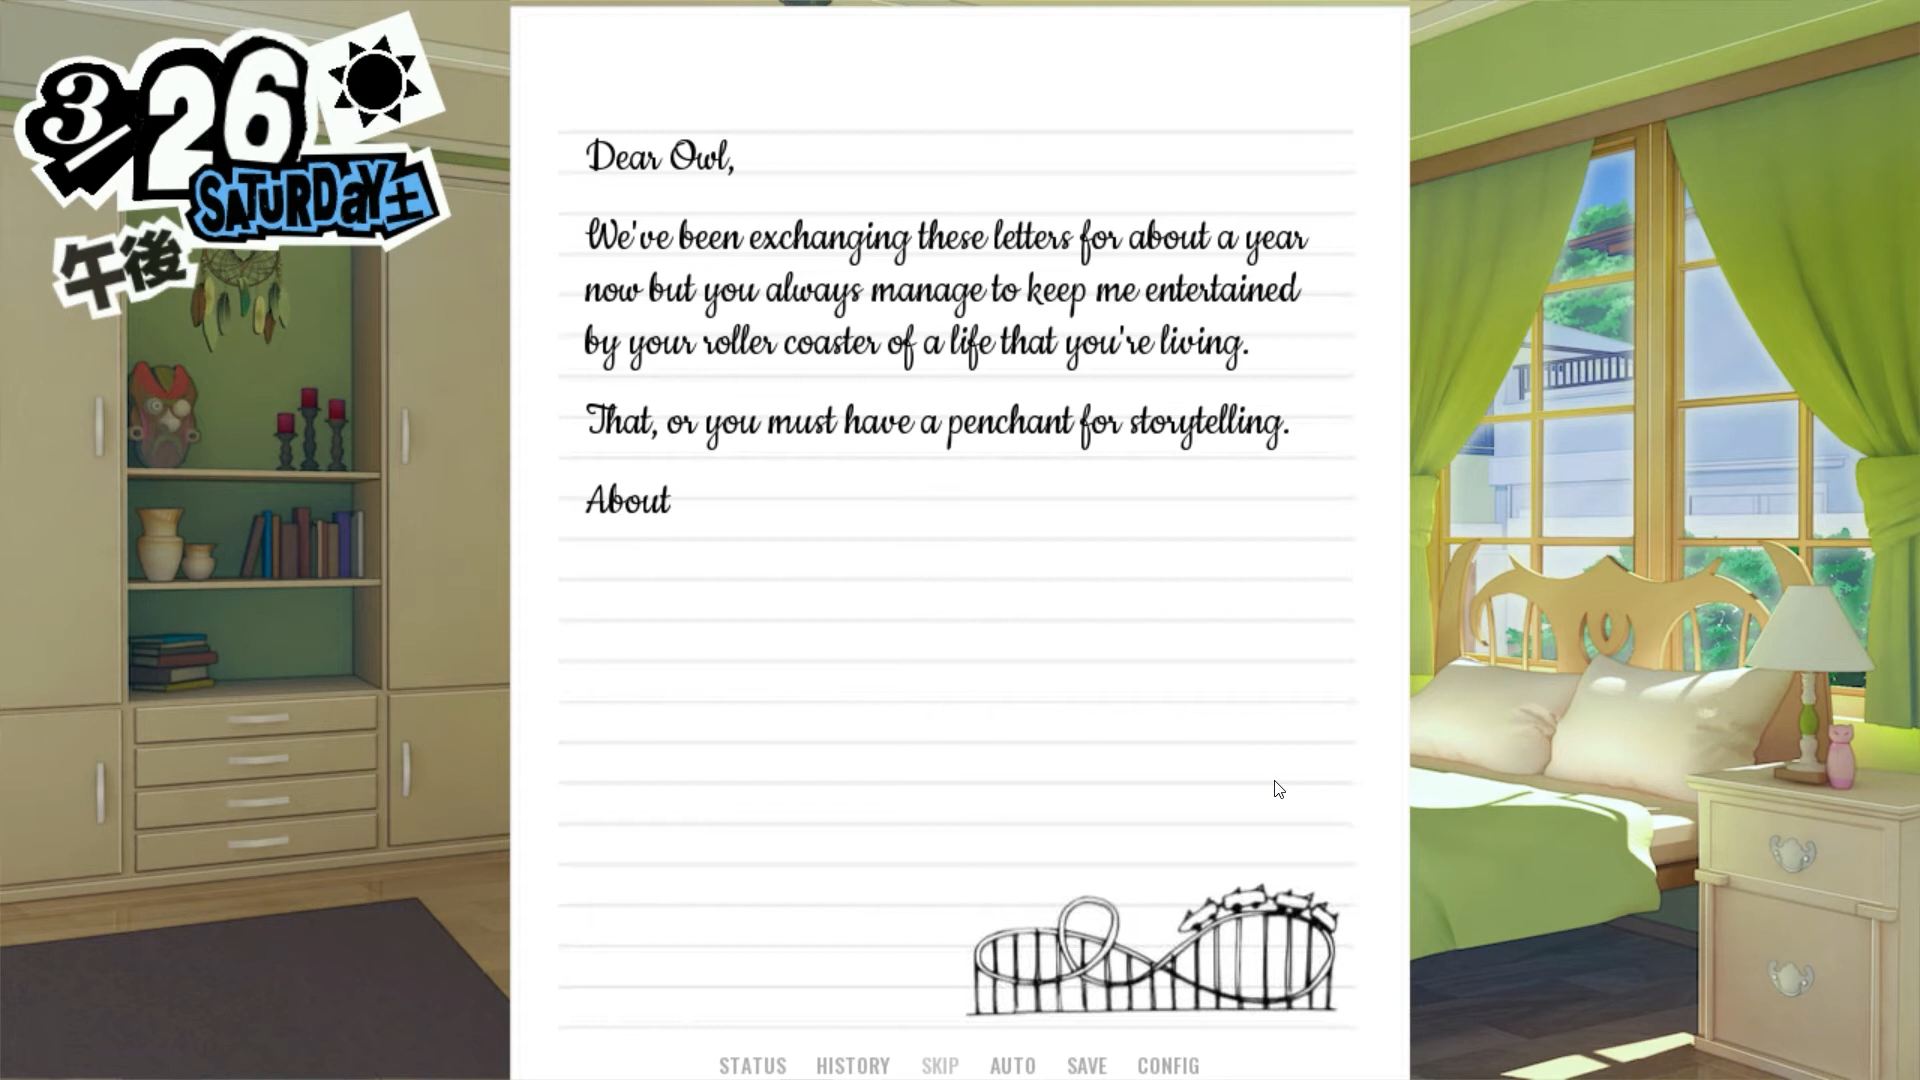 3/26
SATURDAY土
午後
Dear Owl,
We've been exchanging these letters for about a year
now but you always manage to keep me entertained
by your roller coaster of a life that you're living.
That, or you must have a penchant for storytelling.
About
STATUS HISTORY SKIP AUTO SAVE CONFIG